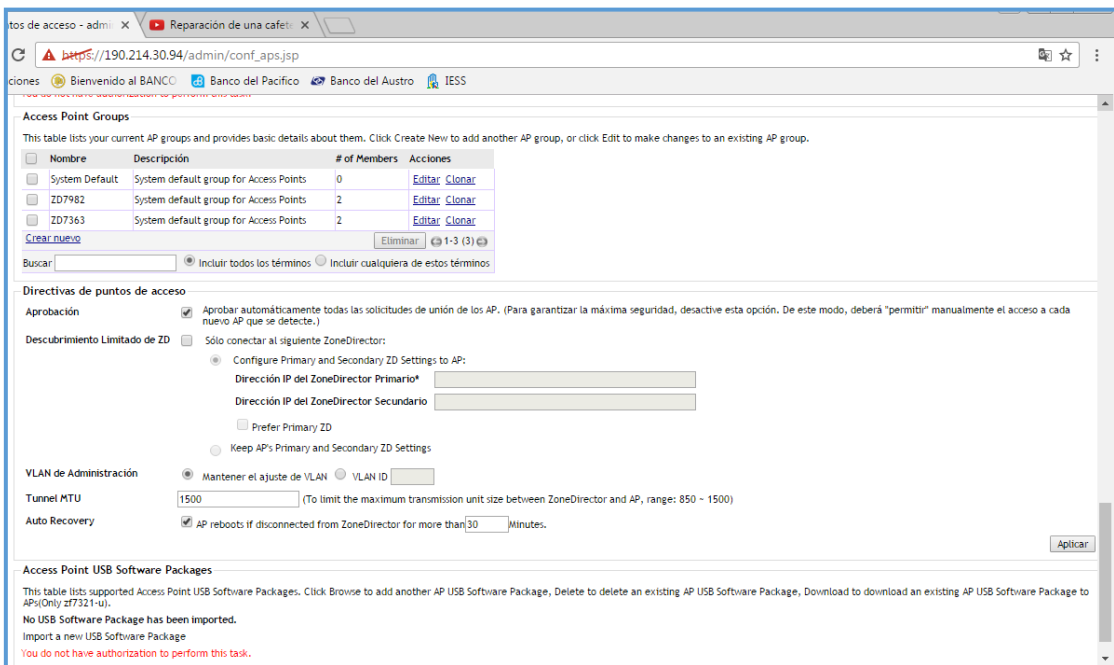 tos de acceso - admi
Reparación de una cafete
https://190.214.30.94/admin/conf_aps.jsp
ciones Bienvenido al BANCO Banco del Pacifico Banco del Austro IESS
You do not have authorization to perform this task.
Access Point Groups
This table lists your current AP groups and provides basic details about them. Click Create New to add another AP group, or click Edit to make changes to an existing AP group.
Nombre Descripción # of Members Acciones
System Default System default group for Access Points 0 Editar Clonar
ZD7982 System default group for Access Points 2 Editar Clonar
ZD7363 System default group for Access Points 2 Editar Clonar
Crear nuevo Eliminar 1-3 (3)
Buscar Incluir todos los términos Incluir cualquiera de estos términos
Directivas de puntos de acceso
Aprobación Aprobar automáticamente todas las solicitudes de unión de los AP. (Para garantizar la máxima seguridad, desactive esta opción. De este modo, deberá "permitir" manualmente el acceso a cada
nuevo AP que se detecte.)
Descubrimiento Limitado de ZD Sólo conectar al siguiente ZoneDirector:
Configure Primary and Secondary ZD Settings to AP:
Dirección IP del ZoneDirector Primario*
Dirección IP del ZoneDirector Secundario
Prefer Primary ZD
Keep AP's Primary and Secondary ZD Settings
VLAN de Administración Mantener el ajuste de VLAN VLAN ID
Tunnel MTU 1500 (To limit the maximum transmission unit size between ZoneDirector and AP, range: 850 ~ 1500)
Auto Recovery AP reboots if disconnected from ZoneDirector for more than 30 Minutes.
Aplicar
Access Point USB Software Packages
This table lists supported Access Point USB Software Packages. Click Browse to add another AP USB Software Package, Delete to delete an existing AP USB Software Package, Download to download an existing AP USB Software Package to
APs(Only zf7321-u).
No USB Software Package has been imported.
Import a new USB Software Package
You do not have authorization to perform this task.